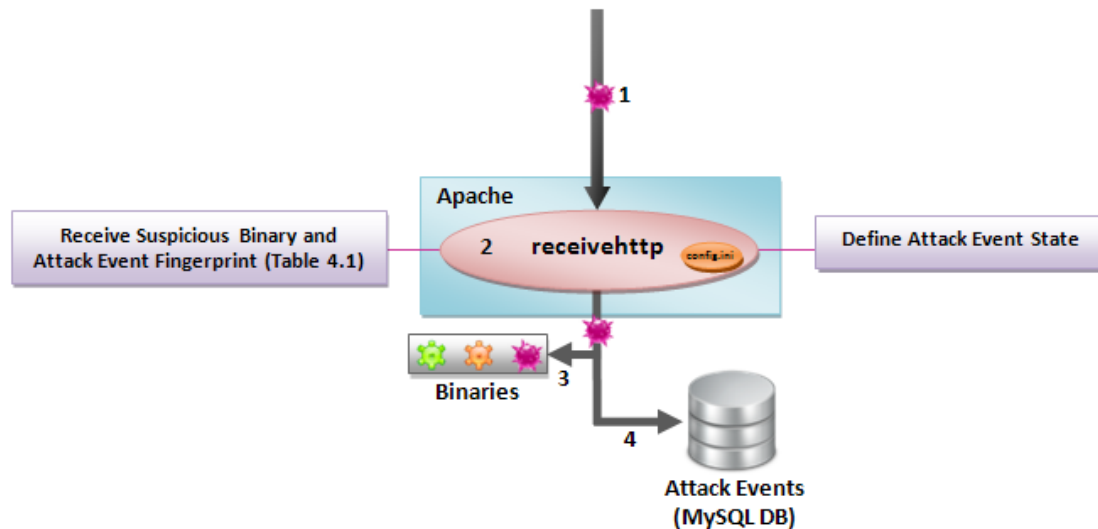 1
Apache
Receive Suspicious Binary and
Attack Event Fingerprint (Table 4.1)
2 receivehttp
config.ini
Define Attack Event State
3
Binaries
4
Attack Events
(MySQL DB)